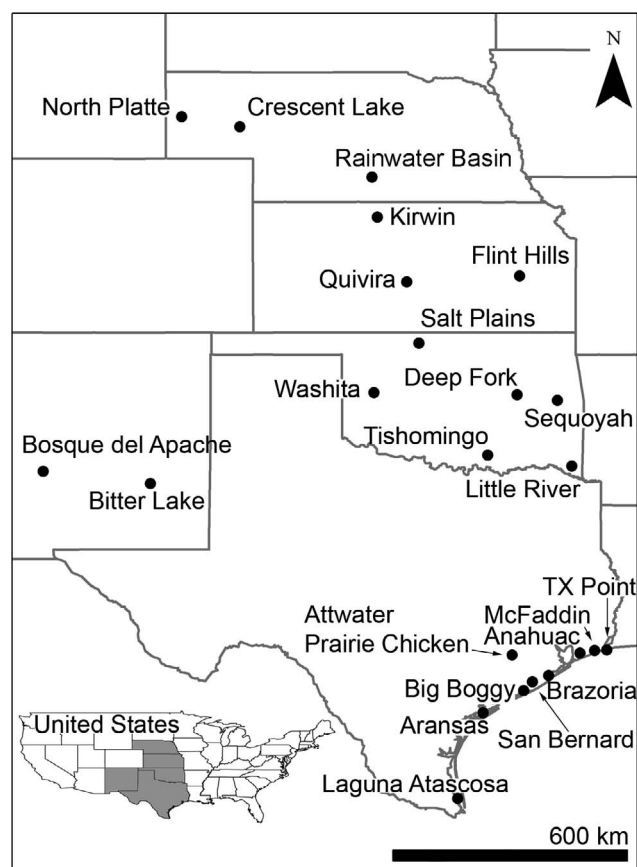 N
North Platte
Crescent Lake
Rainwater Basin
Kirwin
Flint Hills
Quivira
Salt Plains
Washita
Deep Fork
Sequoyah
Bosque del Apache
Tishomingo
Bitter Lake
Little River
TX Point
Attwater
McFaddin
Prairie Chicken
Anahuac
Big Boggy
Brazoria
United States
Aransas
San Bernard
Laguna Atascosa
600 km